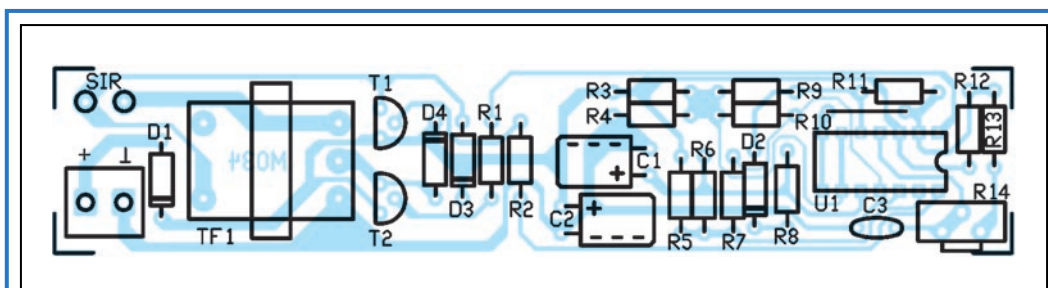 SIR
T1
R3
R9
R11
R12
D4
R1
R4
R10
D1
R13
+ ⊥
M084
C1
R6
D2
+
+
D3
R2
C2
U1
C3
R14
TF1
T2
R5
R7
R8